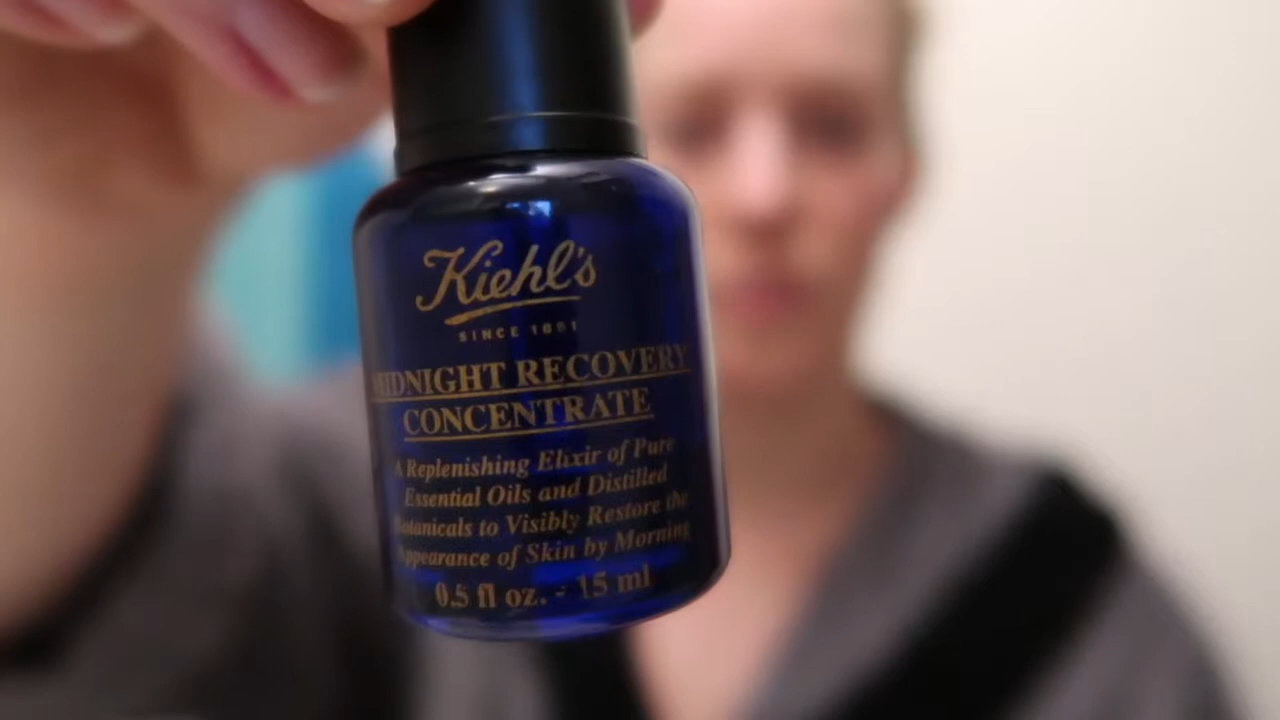 Kiehl's
SINCE 1851
MIDNIGHT RECOVERY
CONCENTRATE
A Replenishing Elixir of Pure
Essential Oils and Distilled
Botanicals to Visibly Restore the
Appearance of Skin by Morning
0.5 fl oz. - 15 ml